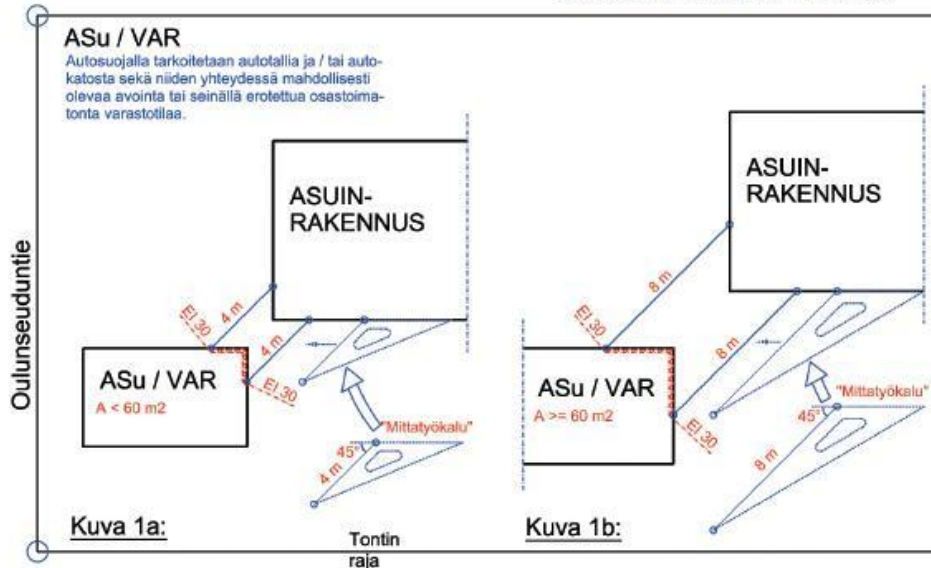 ASu / VAR
Autosuojalla tarkoitetaan autotallia ja / tai auto-
katosta sekä niiden yhteydessä mahdollisesti
olevaa avointa tai seinällä erotettua osastoima-
tonta varastotilaa.
Oulunseuduntie
ASUIN-
RAKENNUS
4 m
4 m
EI 30
EI 30
ASu / VAR
A < 60 m2
"Mittatyökalu"
45°
4 m
Kuva 1a:
Tontin
raja
ASUIN-
RAKENNUS
8 m
8 m
EI 30
EI 30
ASu / VAR
A >= 60 m2
"Mittatyökalu"
45°
8 m
Kuva 1b: